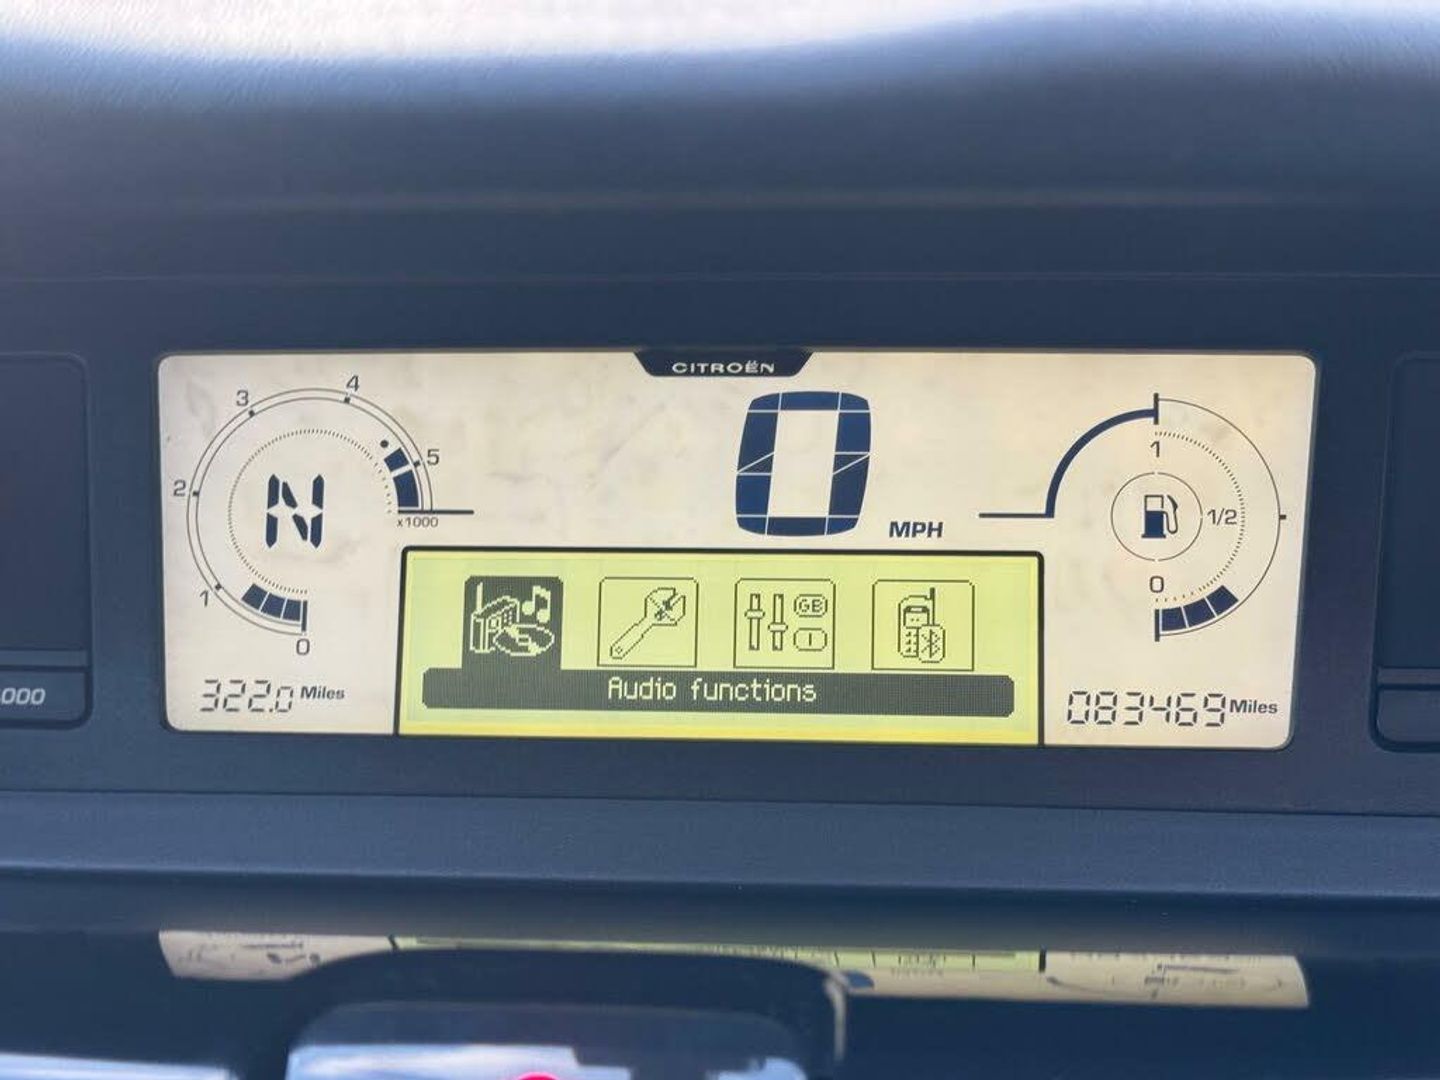 CITROËN
4
3
5
2
x1000
1
0
N
0
MPH
1
1/2
0
GB
I
Audio functions
322.0 Miles
083469 Miles